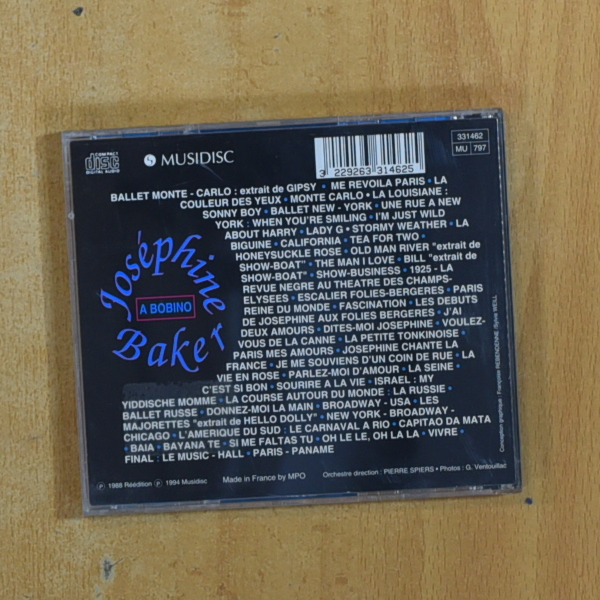 COMPACT
disc
DIGITAL AUDIO
MUSIDISC
3 229263 314625
331462
MU 797
BALLET MONTE - CARLO : extrait de GIPSY • ME REVOILA PARIS • LA
COULEUR DES YEUX • MONTE CARLO • LA LOUISIANE :
SONNY BOY • BALLET NEW - YORK • UNE RUE A NEW
YORK : WHEN YOU'RE SMILING • I'M JUST WILD
ABOUT HARRY • LADY G • STORMY WEATHER • LA
BIGUINE • CALIFORNIA • TEA FOR TWO •
HONEYSUCKLE ROSE • OLD MAN RIVER "extrait de
SHOW-BOAT" • THE MAN I LOVE • BILL "extrait de
SHOW-BOAT" • SHOW-BUSINESS • 1925 - LA
REVUE NEGRE AU THEATRE DES CHAMPS-
ELYSEES • ESCALIER FOLIES-BERGERES • PARIS
REINE DU MONDE • FASCINATION • LES DEBUTS
DE JOSEPHINE AUX FOLIES BERGERES • J'AI
DEUX AMOURS • DITES-MOI JOSEPHINE • VOULEZ-
VOUS DE LA CANNE • LA PETITE TONKINOISE •
PARIS MES AMOURS • JOSEPHINE CHANTE LA
FRANCE • JE ME SOUVIENS D'UN COIN DE RUE • LA
VIE EN ROSE • PARLEZ-MOI D'AMOUR • LA SEINE •
C'EST SI BON • SOURIRE A LA VIE • ISRAEL : MY
YIDDISCHE MOMME • LA COURSE AUTOUR DU MONDE : LA RUSSIE •
BALLET RUSSE • DONNEZ-MOI LA MAIN • BROADWAY - USA • LES
MAJORETTES "extrait de HELLO DOLLY" • NEW YORK - BROADWAY -
CHICAGO • L'AMERIQUE DU SUD : LE CARNAVAL A RIO • CAPITAO DA MATA
• BAIA • BAYANA TE • SI ME FALTAS TU • OH LE LE, OH LA LA • VIVRE •
FINAL : LE MUSIC - HALL • PARIS - PANAME
Joséphine
A BOBINO
Baker
℗ 1988 Réédition • ℗ 1994 Musidisc
Made in France by MPO
Orchestre direction : PIERRE SPIERS • Photos : G. Ventouillac
Conception graphique : Françoise